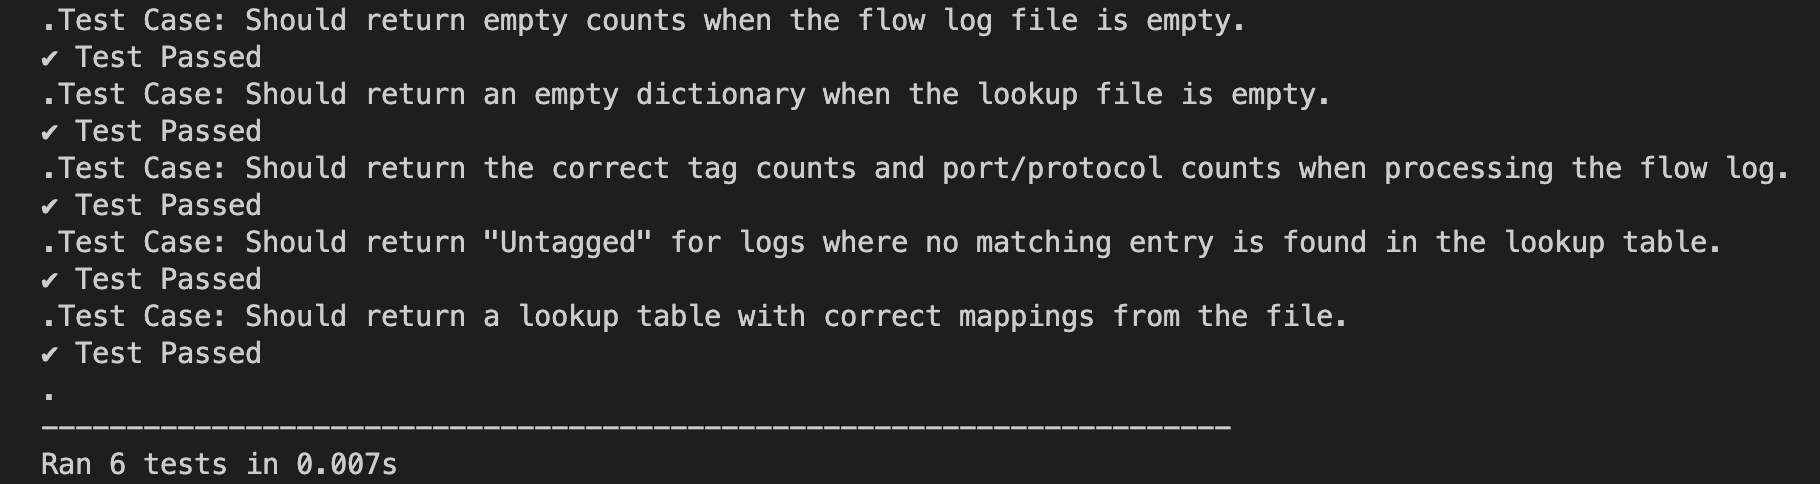 .Test Case: Should return empty counts when the flow log file is empty.
✔ Test Passed
.Test Case: Should return an empty dictionary when the lookup file is empty.
✔ Test Passed
.Test Case: Should return the correct tag counts and port/protocol counts when processing the flow log.
✔ Test Passed
.Test Case: Should return "Untagged" for logs where no matching entry is found in the lookup table.
✔ Test Passed
.Test Case: Should return a lookup table with correct mappings from the file.
✔ Test Passed
.
----------------------------------------------------------------------
Ran 6 tests in 0.007s